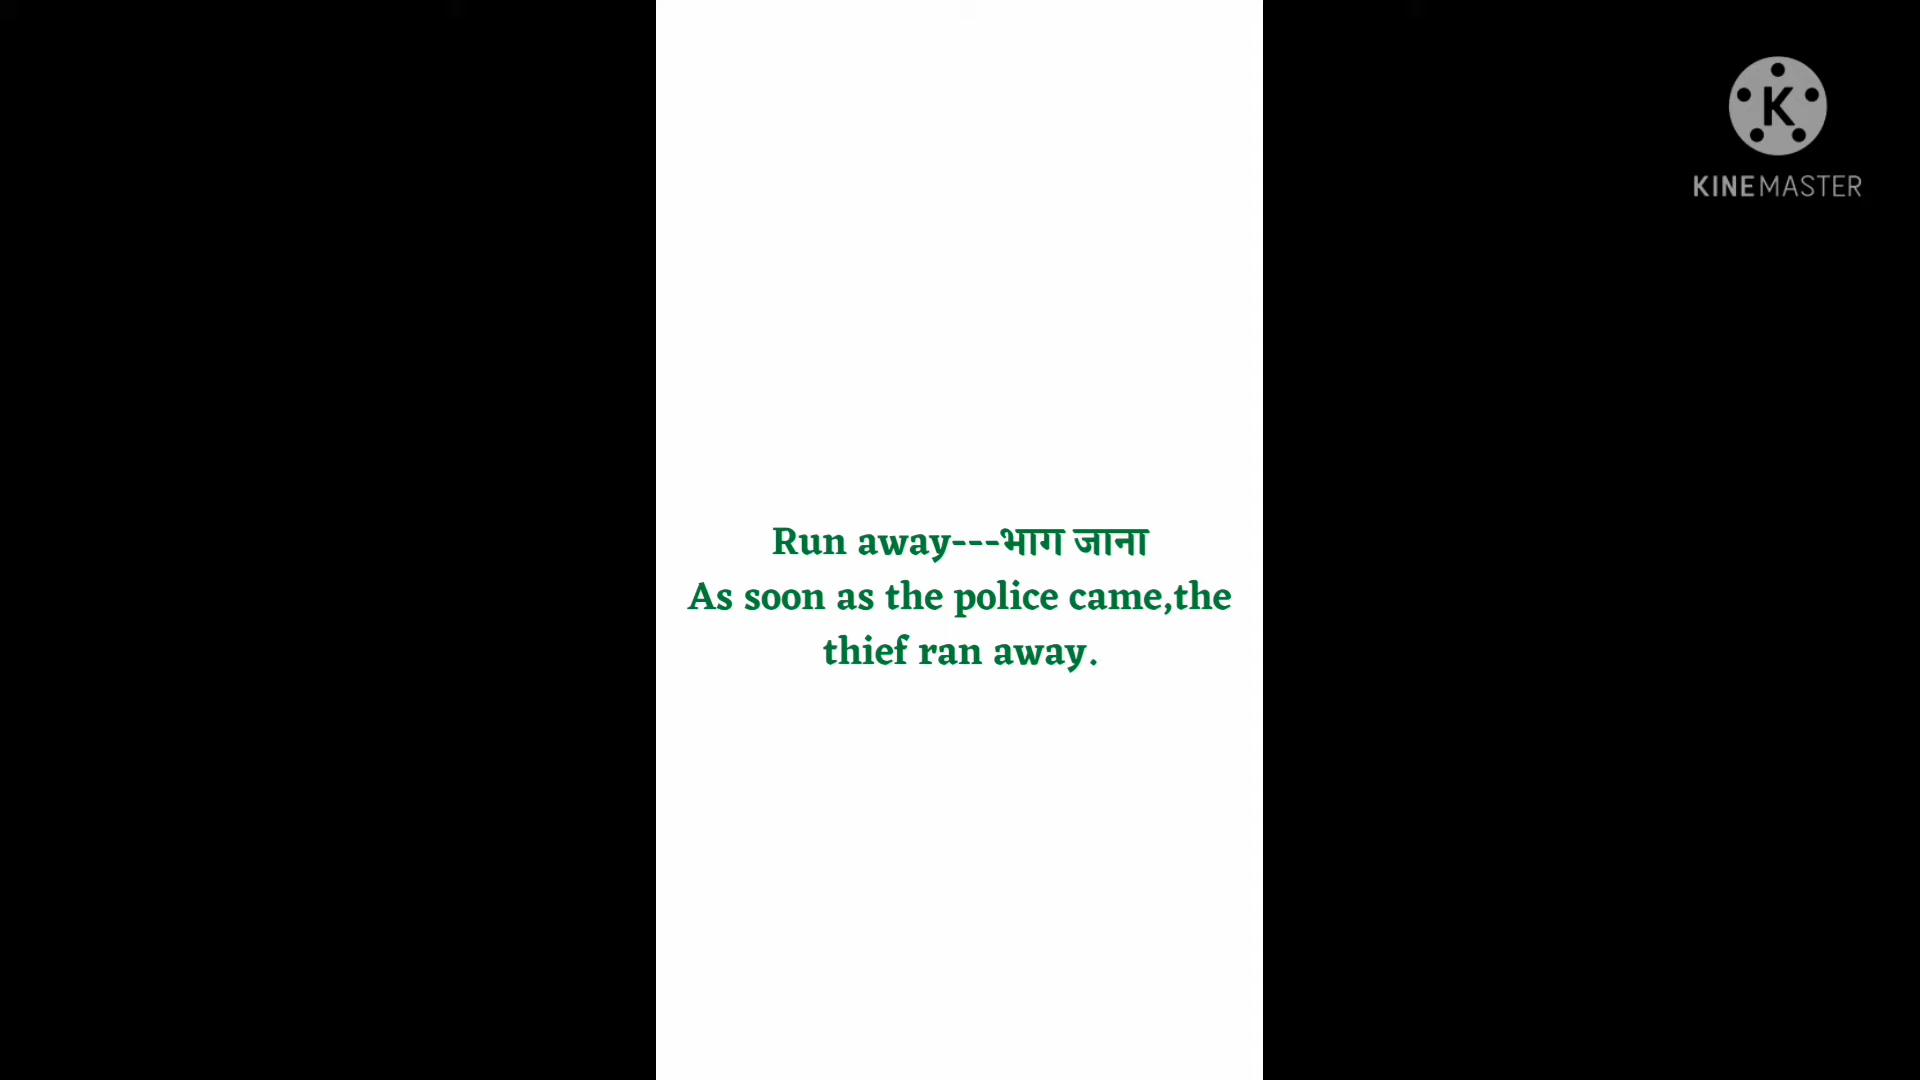 K
KINEMASTER
Run away---भाग जाना
As soon as the police came,the
thief ran away.